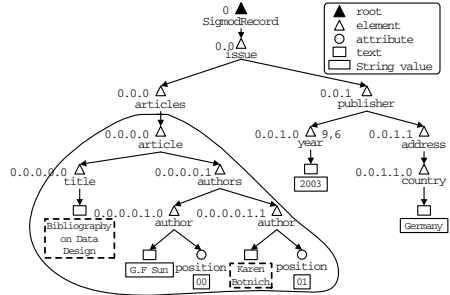 0
SigmodRecord
root
element
attribute
text
String value
0.0
issue
0.0.0
articles
0.0.1
publisher
0.0.0.0
article
0.0.1.0
9,6
year
0.0.1.1
address
0.0.0.0.0
title
0.0.0.0.1
authors
2003
0.0.1.1.0
country
Bibliography
on Data
Design
0.0.0.0.1.0
author
0.0.0.0.1.1
author
Germany
G.F Sun
position
00
Karen
Botnich
position
01